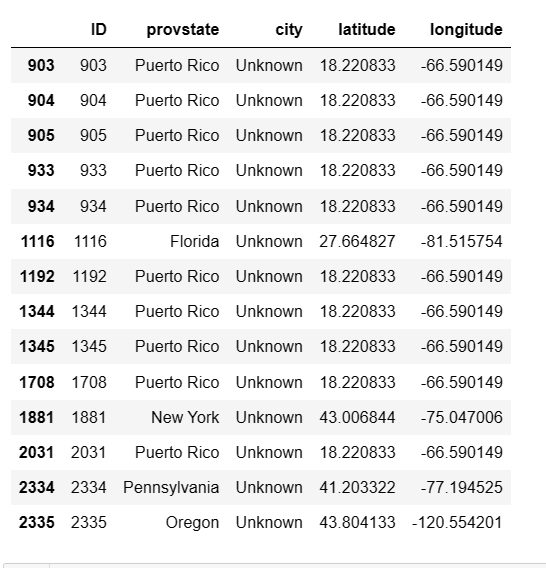 ID provstate city latitude longitude
903 903 Puerto Rico Unknown 18.220833 -66.590149
904 904 Puerto Rico Unknown 18.220833 -66.590149
905 905 Puerto Rico Unknown 18.220833 -66.590149
933 933 Puerto Rico Unknown 18.220833 -66.590149
934 934 Puerto Rico Unknown 18.220833 -66.590149
1116 1116 Florida Unknown 27.664827 -81.515754
1192 1192 Puerto Rico Unknown 18.220833 -66.590149
1344 1344 Puerto Rico Unknown 18.220833 -66.590149
1345 1345 Puerto Rico Unknown 18.220833 -66.590149
1708 1708 Puerto Rico Unknown 18.220833 -66.590149
1881 1881 New York Unknown 43.006844 -75.047006
2031 2031 Puerto Rico Unknown 18.220833 -66.590149
2334 2334 Pennsylvania Unknown 41.203322 -77.194525
2335 2335 Oregon Unknown 43.804133 -120.554201